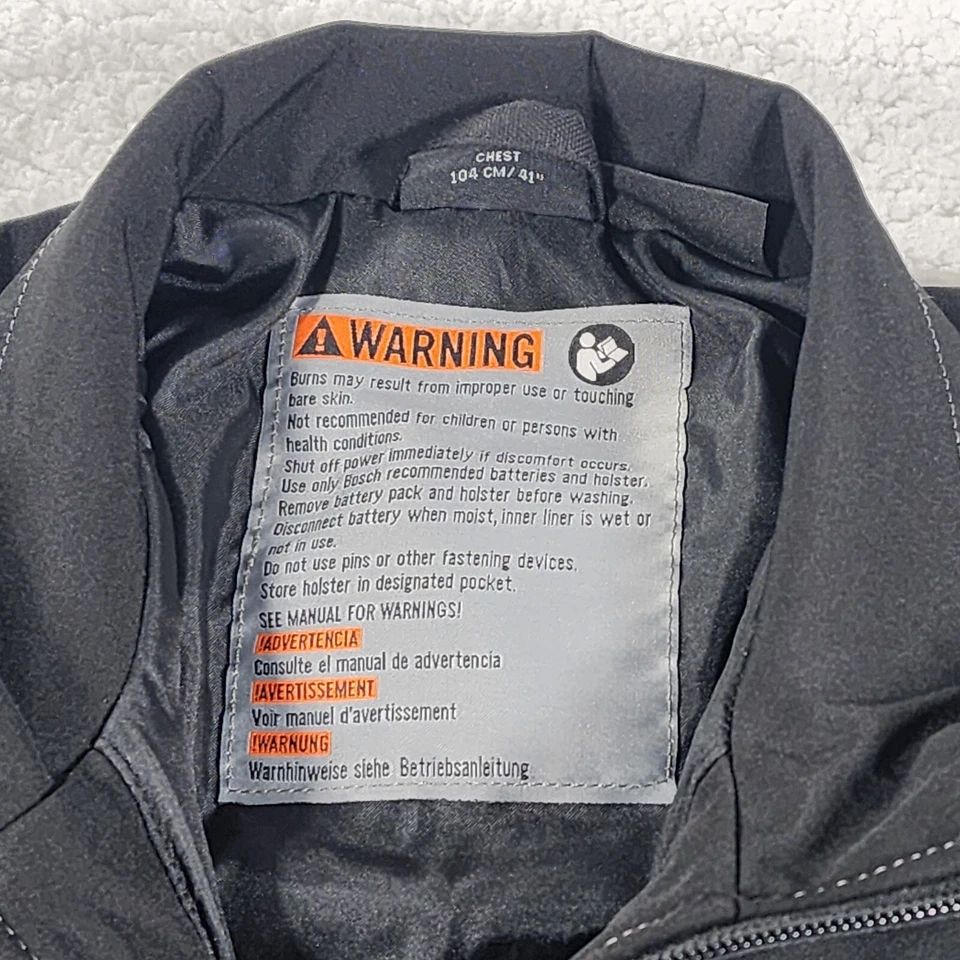 CHEST
104 CM/41"
WARNING
Burns may result from improper use or touching
bare skin.
Not recommended for children or persons with
health conditions.
Shut off power immediately if discomfort occurs.
Use only Bosch recommended batteries and holster.
Remove battery pack and holster before washing.
Disconnect battery when moist, inner liner is wet or
not in use.
Do not use pins or other fastening devices.
Store holster in designated pocket.
SEE MANUAL FOR WARNINGS!
!ADVERTENCIA
Consulte el manual de advertencia
!AVERTISSEMENT
Voir manuel d'avertissement
!WARNUNG
Warnhinweise siehe Betriebsanleitung